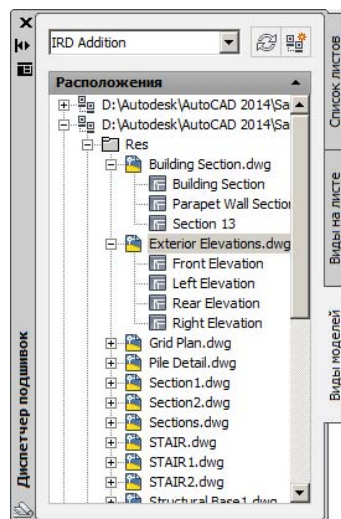 IRD Addition
Расположения
D:\Autodesk\AutoCAD 2014\Sa
D:\Autodesk\AutoCAD 2014\Sa
Res
Building Section.dwg
Building Section
Parapet Wall Section
Section 13
Exterior Elevations.dwg
Front Elevation
Left Elevation
Rear Elevation
Right Elevation
Grid Plan.dwg
Pile Detail.dwg
Section1.dwg
Section2.dwg
Sections.dwg
STAIR.dwg
STAIR1.dwg
STAIR2.dwg
Structural Base1.dwg
Список листов
Виды на листе
Виды моделей
Диспетчер подшивок